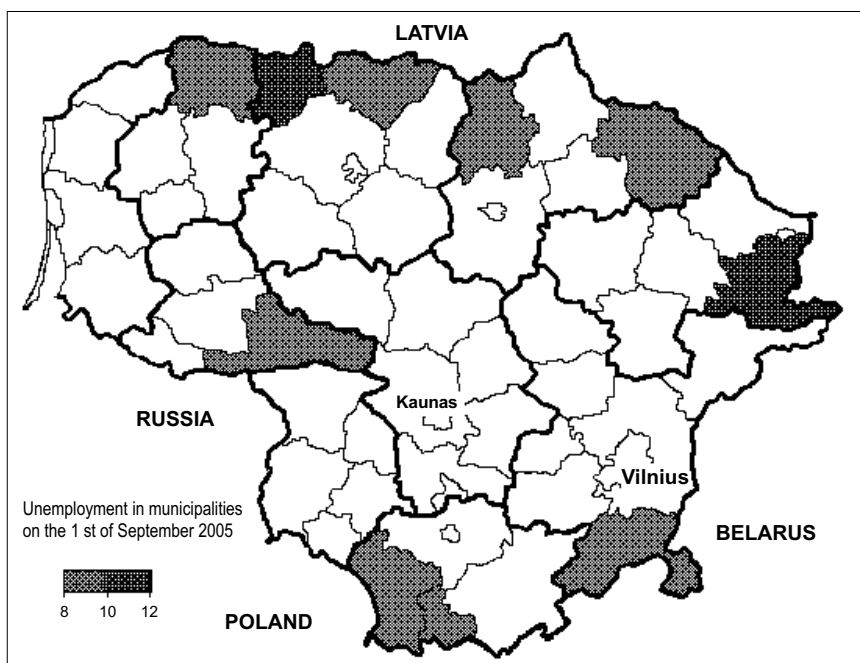 LATVIA
Kaunas
RUSSIA
Vilnius
Unemployment in municipalities
on the 1 st of September 2005
BELARUS
8 10 12
POLAND